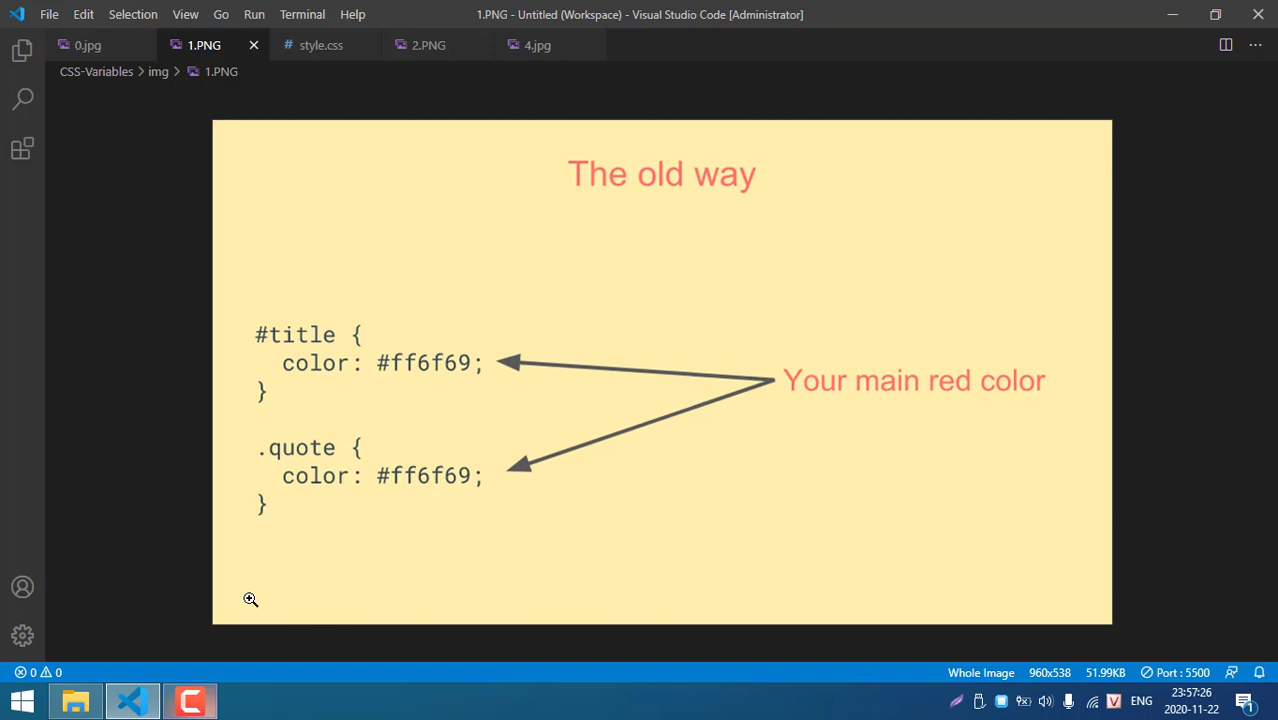 File Edit Selection View Go Run Terminal Help
1.PNG - Untitled (Workspace) - Visual Studio Code [Administrator]
0.jpg
1.PNG
# style.css
2.PNG
4.jpg
CSS-Variables > img > 1.PNG
The old way
#title {
color: #ff6f69;
}
Your main red color
.quote {
color: #ff6f69;
}
0 0
Whole Image 960x538 51.99KB Port : 5500
V ENG
23:57:26
2020-11-22
1